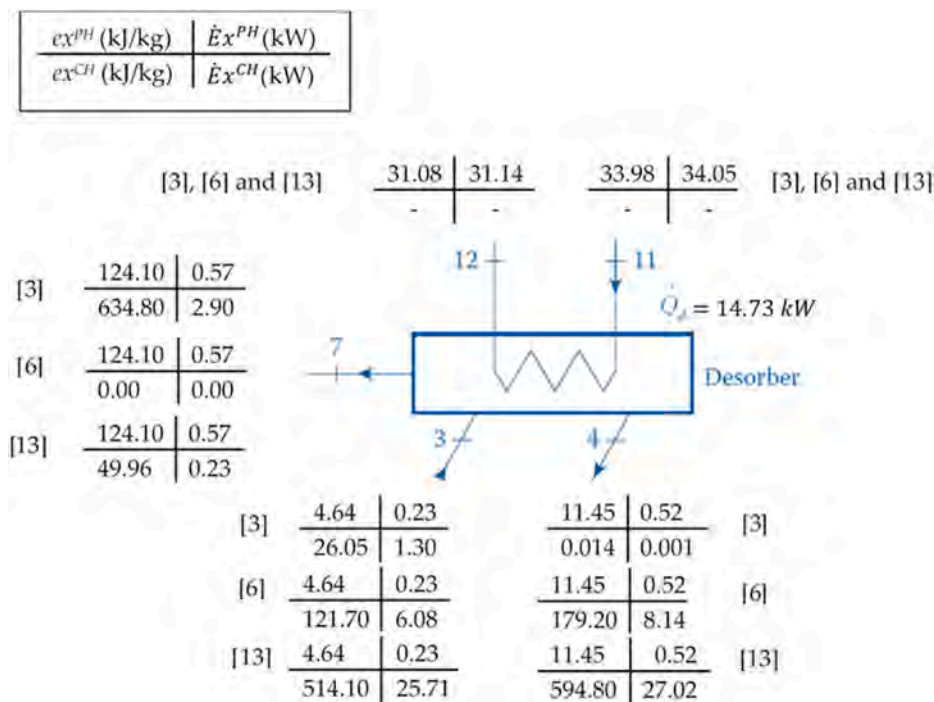 ex^PH (kJ/kg) Ėx^PH(kW)
ex^CH (kJ/kg) Ėx^CH(kW)
[3], [6] and [13] 31.08 31.14 33.98 34.05 [3], [6] and [13]
- - - -
12 11
[3] 124.10 0.57
634.80 2.90
Q̇_d = 14.73 kW
[6] 124.10 0.57
0.00 0.00
7
Desorber
[13] 124.10 0.57
49.96 0.23
3 4
[3] 4.64 0.23 11.45 0.52 [3]
26.05 1.30 0.014 0.001
[6] 4.64 0.23 11.45 0.52 [6]
121.70 6.08 179.20 8.14
[13] 4.64 0.23 11.45 0.52 [13]
514.10 25.71 594.80 27.02